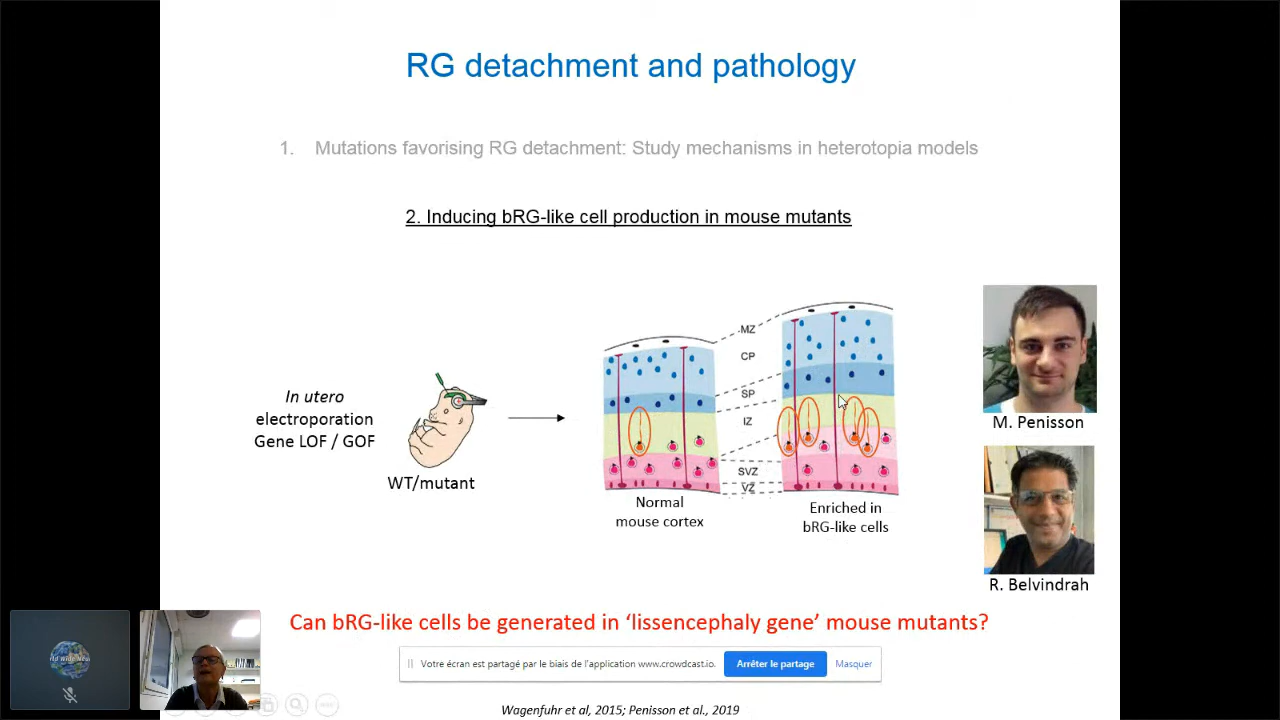 RG detachment and pathology
1. Mutations favorising RG detachment: Study mechanisms in heterotopia models
2. Inducing bRG-like cell production in mouse mutants
In utero
electroporation
Gene LOF / GOF
WT/mutant
MZ
CP
SP
IZ
SVZ
VZ
Normal
mouse cortex
Enriched in
bRG-like cells
M. Penisson
R. Belvindrah
Can bRG-like cells be generated in ‘lissencephaly gene’ mouse mutants?
Votre écran est partagé par le biais de l'application www.crowdcast.io.
Arrêter le partage
Masquer
Wagenfuhr et al, 2015; Penisson et al., 2019